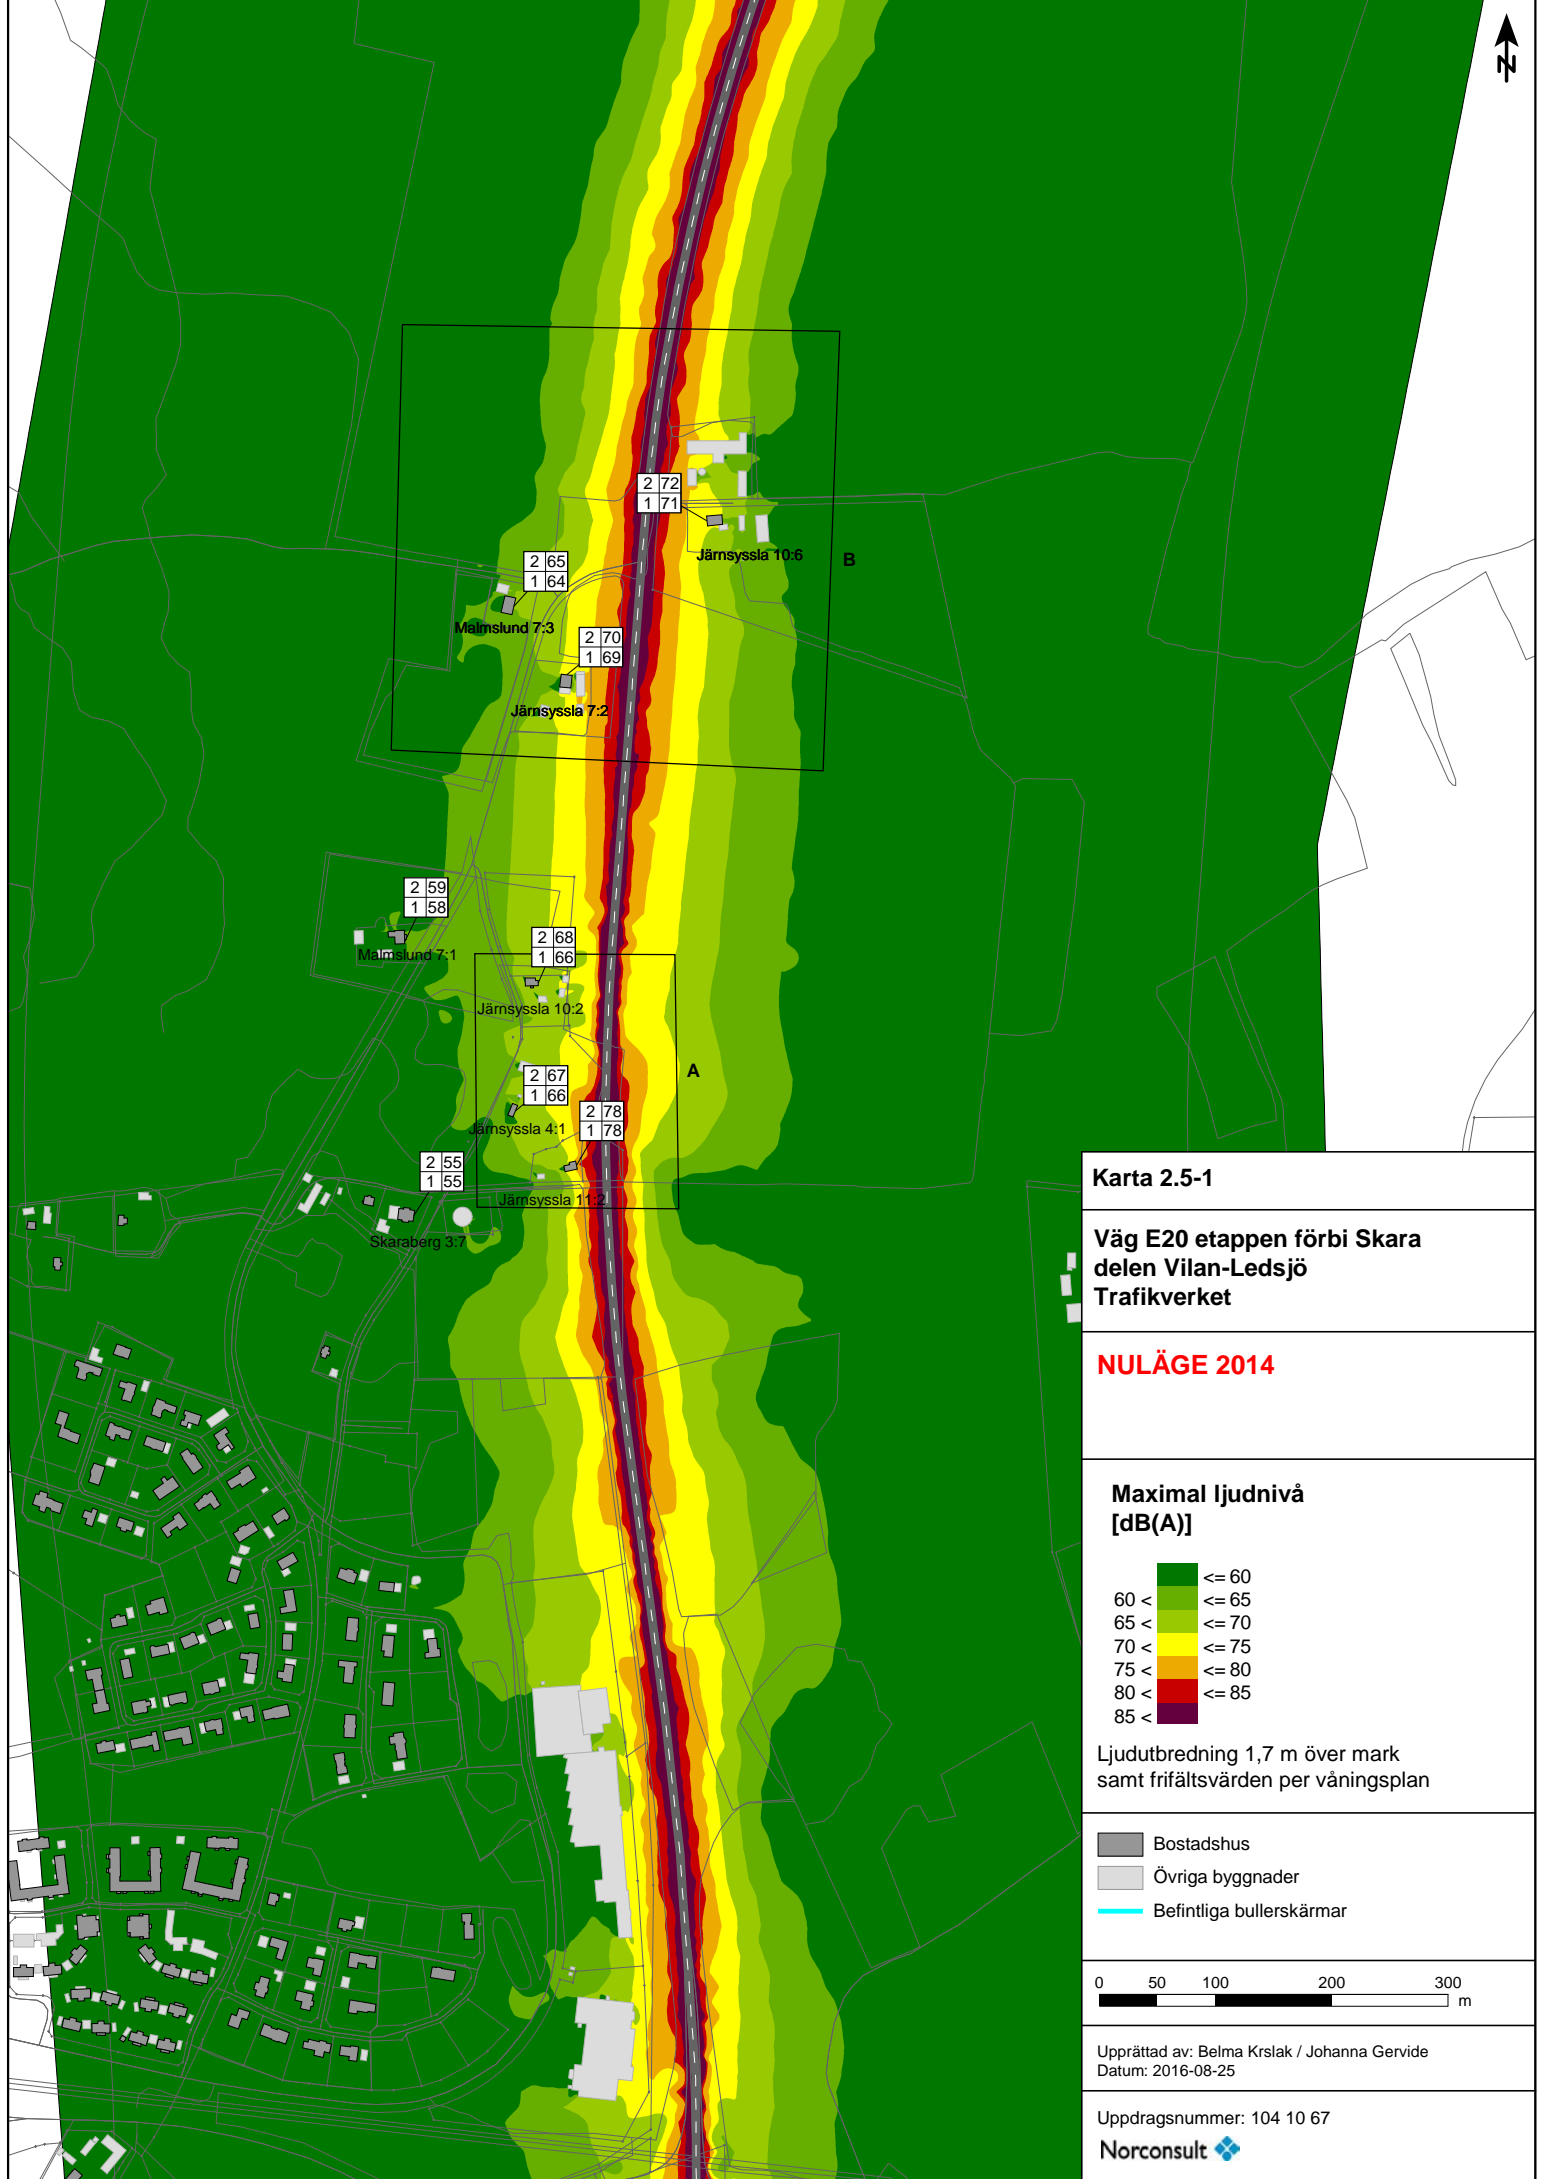 N
2 72
1 71
Järnsyssla 10:6
B
2 65
1 64
Malmslund 7:3
2 70
1 69
Järnsyssla 7:2
2 59
1 58
Malmslund 7:1
2 68
1 66
Järnsyssla 10:2
A
2 67
1 66
Järnsyssla 4:1
2 78
1 78
Järnsyssla 11:2
2 55
1 55
Skaraberg 3:7
Karta 2.5-1
Väg E20 etappen förbi Skara
delen Vilan-Ledsjö
Trafikverket
NULÄGE 2014
Maximal ljudnivå
[dB(A)]
<= 60
60 < <= 65
65 < <= 70
70 < <= 75
75 < <= 80
80 < <= 85
85 <
Ljudutbredning 1,7 m över mark
samt frifältsvärden per våningsplan
Bostadshus
Övriga byggnader
Befintliga bullerskärmar
0 50 100 200 300
m
Upprättad av: Belma Krslak / Johanna Gervide
Datum: 2016-08-25
Uppdragsnummer: 104 10 67
Norconsult